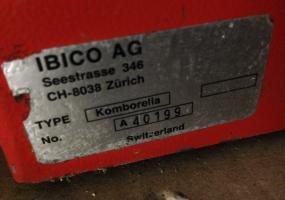 IBICO AG
Seestrasse 346
CH-8038 Zürich
TYPE Komborella
No. A 40199
Switzerland